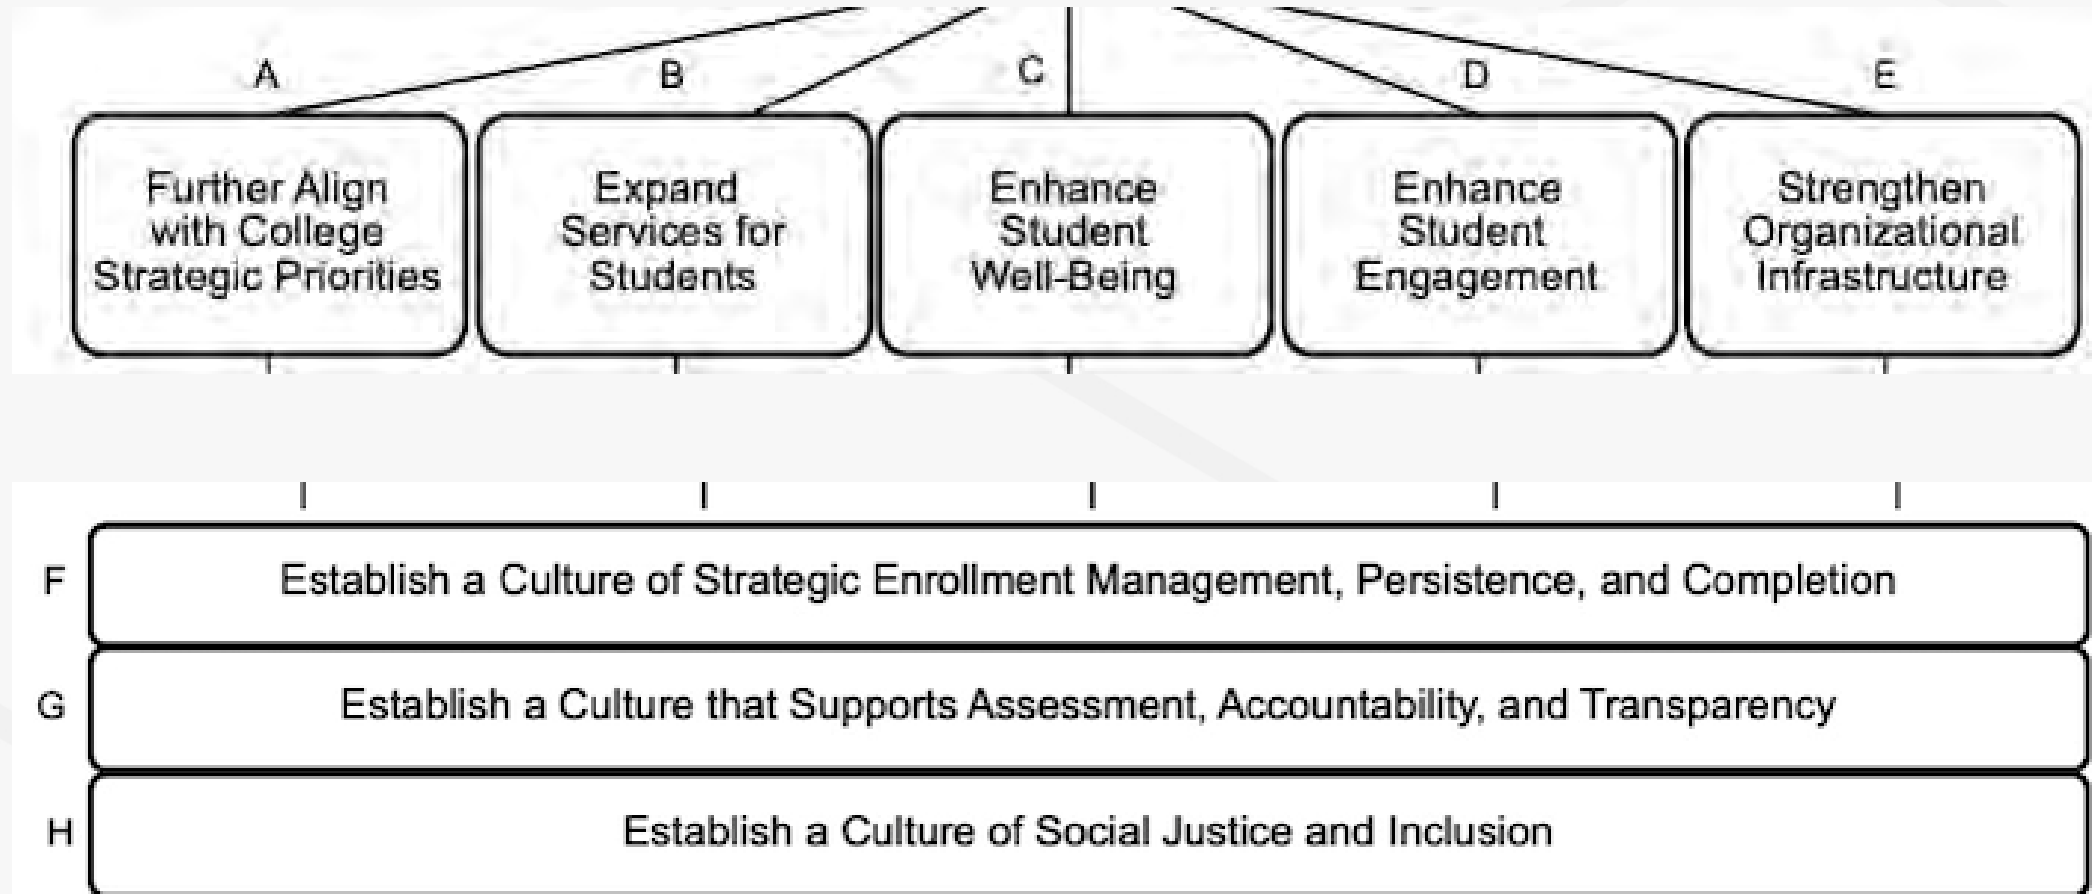 A
B
C
D
E
Further Align
with College
Strategic Priorities
Expand
Services for
Students
Enhance
Student
Well-Being
Enhance
Student
Engagement
Strengthen
Organizational
Infrastructure
F
Establish a Culture of Strategic Enrollment Management, Persistence, and Completion
G
Establish a Culture that Supports Assessment, Accountability, and Transparency
H
Establish a Culture of Social Justice and Inclusion